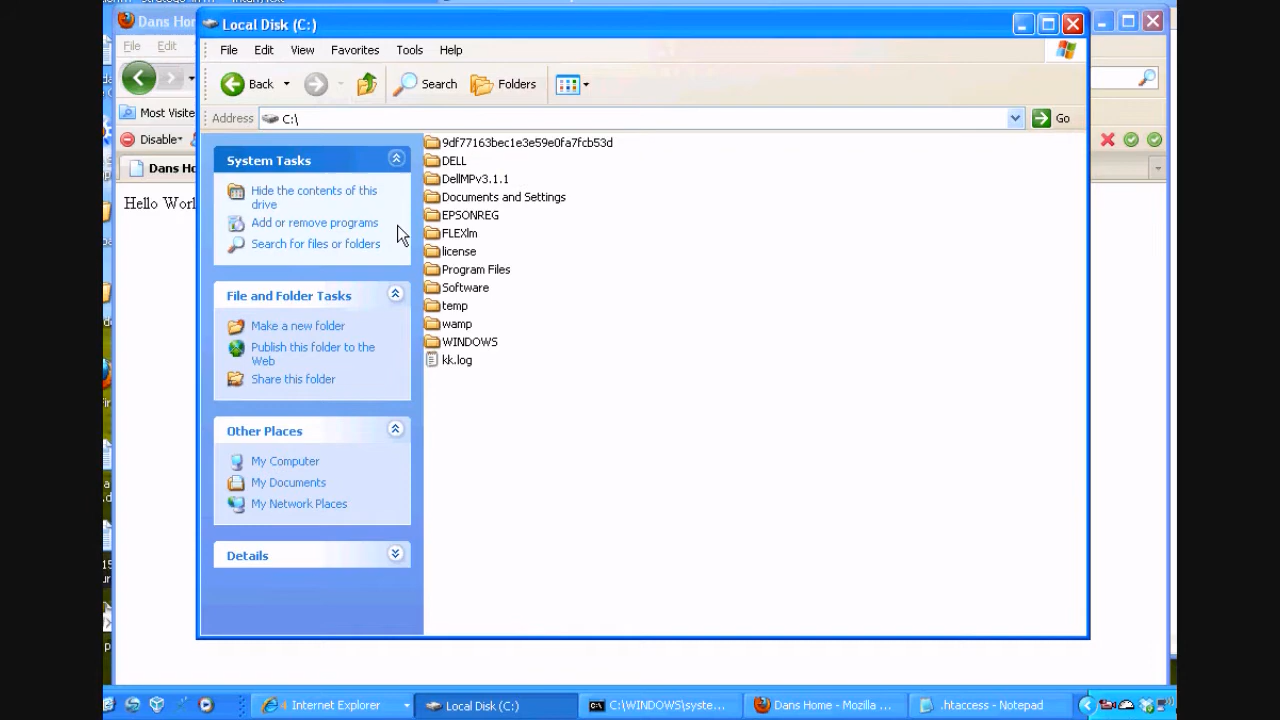 Dans Home
Local Disk (C:)
File Edit
File Edit View Favorites Tools Help
Back Search Folders
Most Visite
Address C:\ Go
Disable
Dans Ho
Hello Worl
System Tasks
Hide the contents of this
drive
Add or remove programs
Search for files or folders
File and Folder Tasks
Make a new folder
Publish this folder to the
Web
Share this folder
Other Places
My Computer
My Documents
My Network Places
Details
9df77163bec1e3e59e0fa7fcb53d
DELL
DellMPv3.1.1
Documents and Settings
EPSONREG
FLEXlm
license
Program Files
Software
temp
wamp
WINDOWS
kk.log
4 Internet Explorer Local Disk (C:) C:\WINDOWS\syste... Dans Home - Mozilla ... .htaccess - Notepad